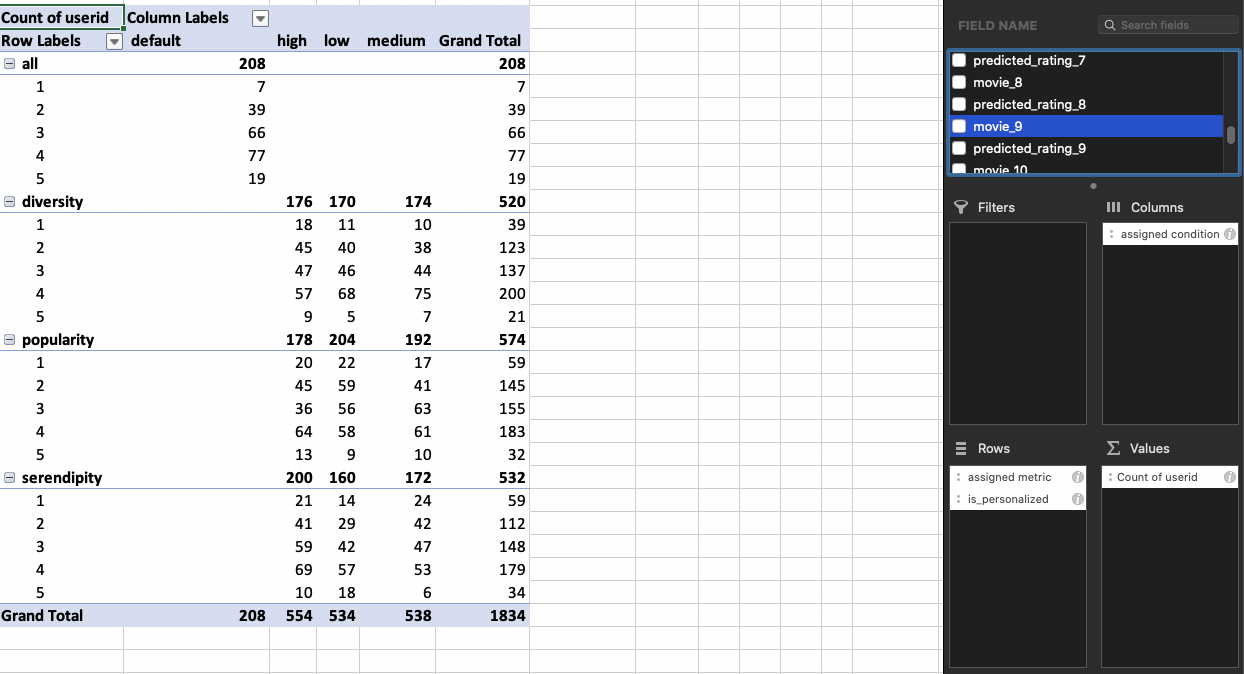 Count of userid Column Labels
Row Labels default high low medium Grand Total
all 208 208
1 7 7
2 39 39
3 66 66
4 77 77
5 19 19
diversity 176 170 174 520
1 18 11 10 39
2 45 40 38 123
3 47 46 44 137
4 57 68 75 200
5 9 5 7 21
popularity 178 204 192 574
1 20 22 17 59
2 45 59 41 145
3 36 56 63 155
4 64 58 61 183
5 13 9 10 32
serendipity 200 160 172 532
1 21 14 24 59
2 41 29 42 112
3 59 42 47 148
4 69 57 53 179
5 10 18 6 34
Grand Total 208 554 534 538 1834
FIELD NAME Search fields
predicted_rating_7
movie_8
predicted_rating_8
movie_9
predicted_rating_9
movie_10
Filters Columns
assigned condition
Rows Values
assigned metric Count of userid
is_personalized